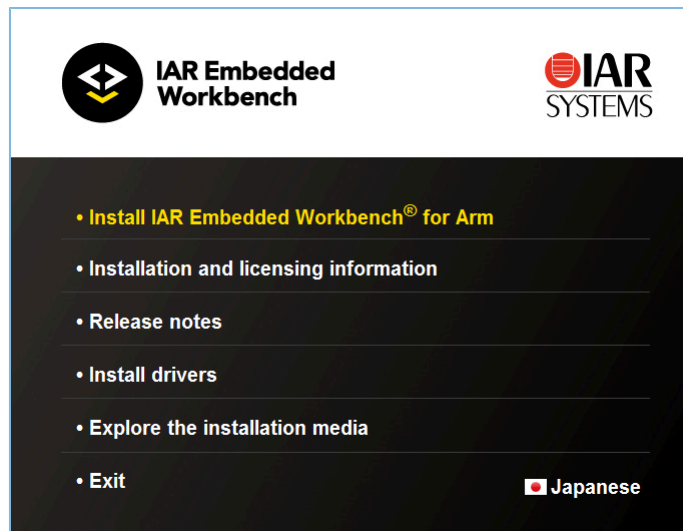 IAR Embedded
Workbench
IAR
SYSTEMS
• Install IAR Embedded Workbench® for Arm
• Installation and licensing information
• Release notes
• Install drivers
• Explore the installation media
• Exit
Japanese